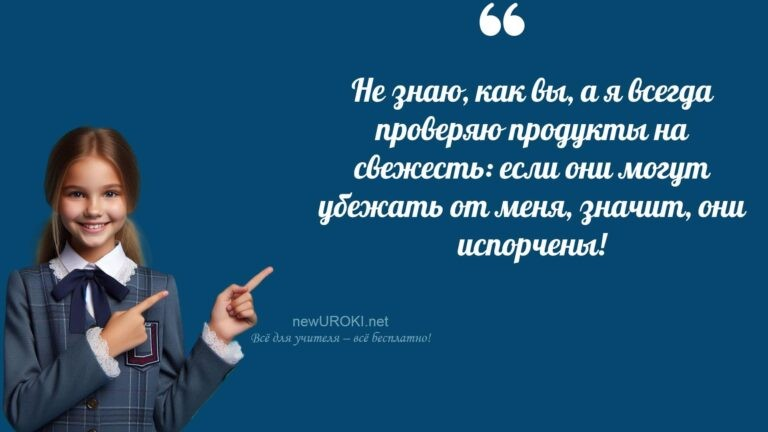 Не знаю, как вы, а я всегда
проверяю продукты на
свежесть: если они могут
убежать от меня, значит, они
испорчены!
newUROKI.net
Всё для учителя – всё бесплатно!